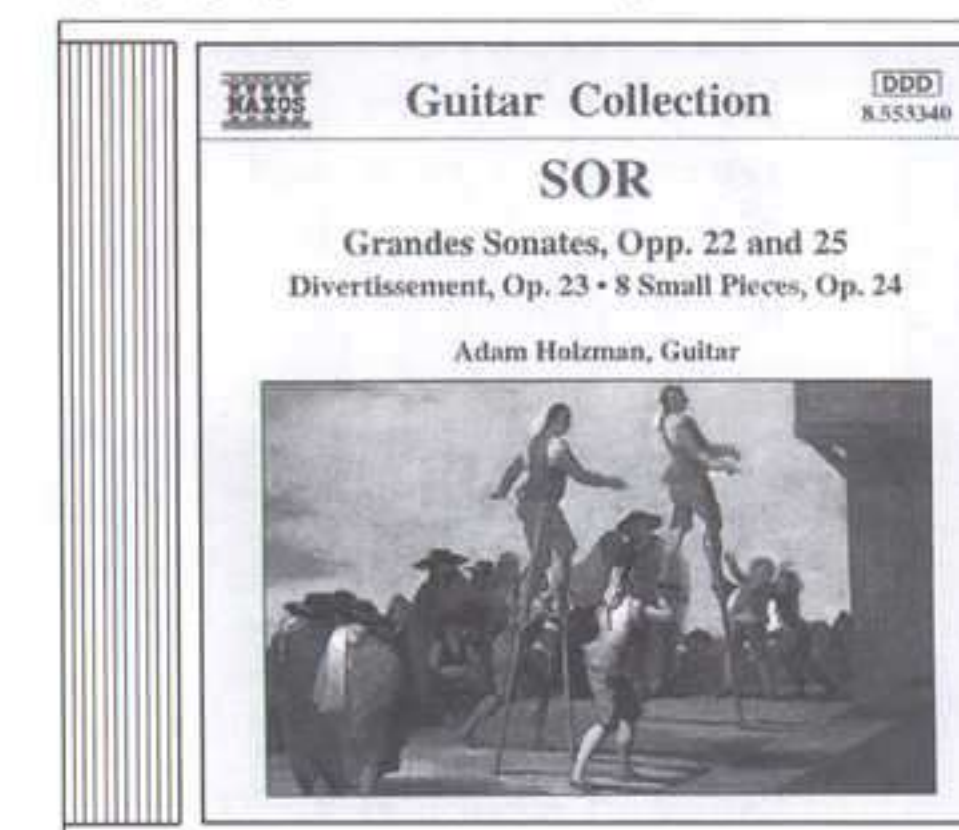 NAXOS
Guitar Collection
DDD
8.553340
SOR
Grandes Sonates, Opp. 22 and 25
Divertissement, Op. 23 • 8 Small Pieces, Op. 24
Adam Holzman, Guitar